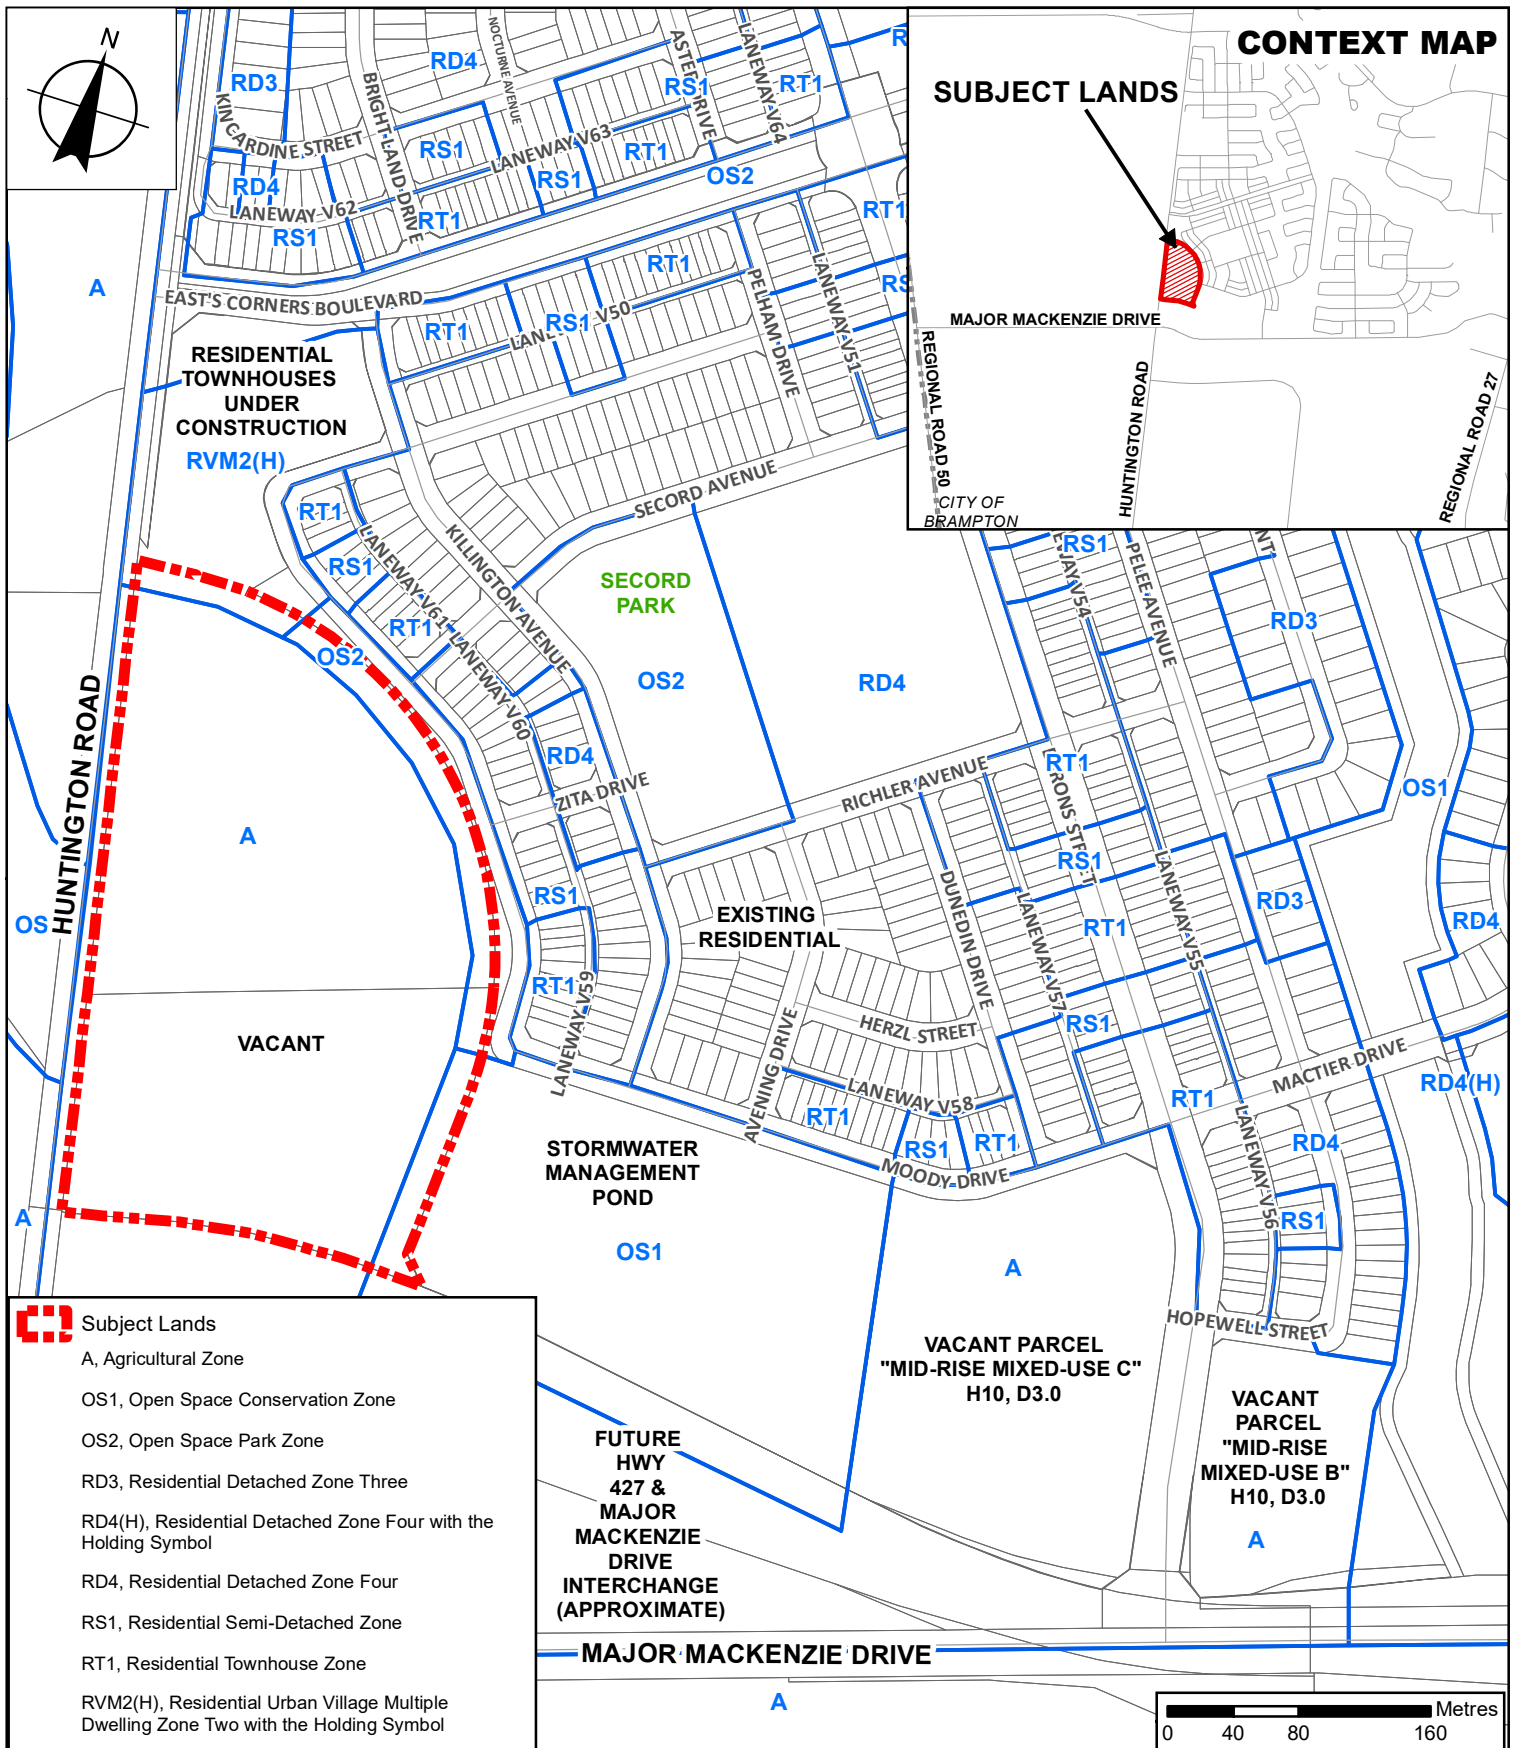 N
CONTEXT MAP
SUBJECT LANDS
MAJOR MACKENZIE DRIVE
REGIONAL ROAD 50
HUNTINGTON ROAD
REGIONAL ROAD 27
CITY OF
BRAMPTON
RD3
RD4
NOCTURNE AVENUE
ASTER DRIVE
LANEWAY V64
RS1
RT1
KINCARDINE STREET
BRIGHT LAND DRIVE
RS1
LANEWAY V63
RT1
RD4
LANEWAY V62
RS1
RT1
RS1
OS2
RT1
A
EAST'S CORNERS BOULEVARD
RT1
RS1
RT1
PELHAM DRIVE
LANEWAY V51
RESIDENTIAL
TOWNHOUSES
UNDER
CONSTRUCTION
RVM2(H)
SECORD AVENUE
RT1
RS1
RT1
LANEWAY V61
KILLINGTON AVENUE
LANEWAY V60
SECORD
PARK
OS2
RD4
OS2
RS1
PELEE AVENUE
RD3
OS1
HUNTINGTON ROAD
A
RD4
ZITA DRIVE
RICHLER AVENUE
RT1
RS1
RT1
LANEWAY V55
RD3
RD4
RS1
RT1
LANEWAY V59
EXISTING
RESIDENTIAL
DUNEDIN DRIVE
LANEWAY V57
RS1
HERZL STREET
AVENING DRIVE
LANEWAY V58
RT1
RS1
RT1
MOODY DRIVE
MACTIER DRIVE
RT1
RD4(H)
RD4
LANEWAY V56
RS1
HOPEWELL STREET
VACANT
A
STORMWATER
MANAGEMENT
POND
OS1
A
VACANT PARCEL
"MID-RISE MIXED-USE C"
H10, D3.0
VACANT
PARCEL
"MID-RISE
MIXED-USE B"
H10, D3.0
A
FUTURE
HWY
427 &
MAJOR
MACKENZIE
DRIVE
INTERCHANGE
(APPROXIMATE)
MAJOR MACKENZIE DRIVE
A
Subject Lands
A, Agricultural Zone
OS1, Open Space Conservation Zone
OS2, Open Space Park Zone
RD3, Residential Detached Zone Three
RD4(H), Residential Detached Zone Four with the
Holding Symbol
RD4, Residential Detached Zone Four
RS1, Residential Semi-Detached Zone
RT1, Residential Townhouse Zone
RVM2(H), Residential Urban Village Multiple
Dwelling Zone Two with the Holding Symbol
Metres
0 40 80 160